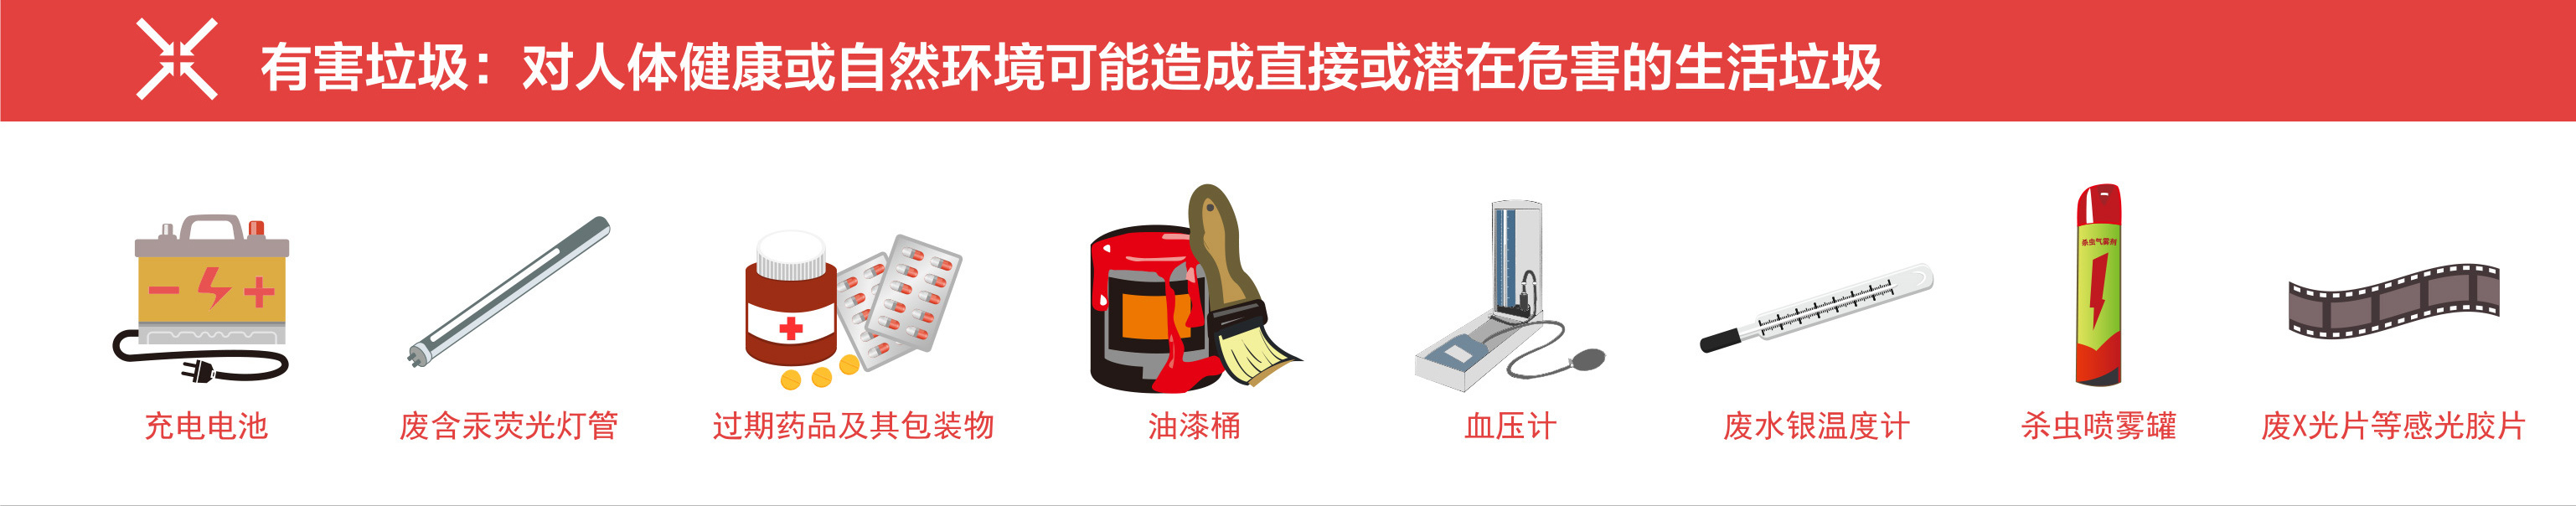 有害垃圾：对人体健康或自然环境可能造成直接或潜在危害的生活垃圾
杀虫气雾剂
充电电池
废含汞荧光灯管
过期药品及其包装物
油漆桶
血压计
废水银温度计
杀虫喷雾罐
废X光片等感光胶片